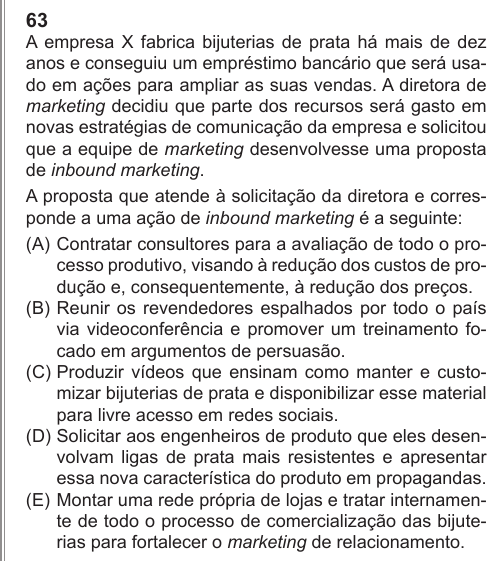 63
A empresa X fabrica bijuterias de prata há mais de dez
anos e conseguiu um empréstimo bancário que será usa-
do em ações para ampliar as suas vendas. A diretora de
marketing decidiu que parte dos recursos será gasto em
novas estratégias de comunicação da empresa e solicitou
que a equipe de marketing desenvolvesse uma proposta
de inbound marketing.
A proposta que atende à solicitação da diretora e corres-
ponde a uma ação de inbound marketing é a seguinte:
(A) Contratar consultores para a avaliação de todo o pro-
cesso produtivo, visando à redução dos custos de pro-
dução e, consequentemente, à redução dos preços.
(B) Reunir os revendedores espalhados por todo o país
via videoconferência e promover um treinamento fo-
cado em argumentos de persuasão.
(C) Produzir vídeos que ensinam como manter e custo-
mizar bijuterias de prata e disponibilizar esse material
para livre acesso em redes sociais.
(D) Solicitar aos engenheiros de produto que eles desen-
volvam ligas de prata mais resistentes e apresentar
essa nova característica do produto em propagandas.
(E) Montar uma rede própria de lojas e tratar internamen-
te de todo o processo de comercialização das bijute-
rias para fortalecer o marketing de relacionamento.